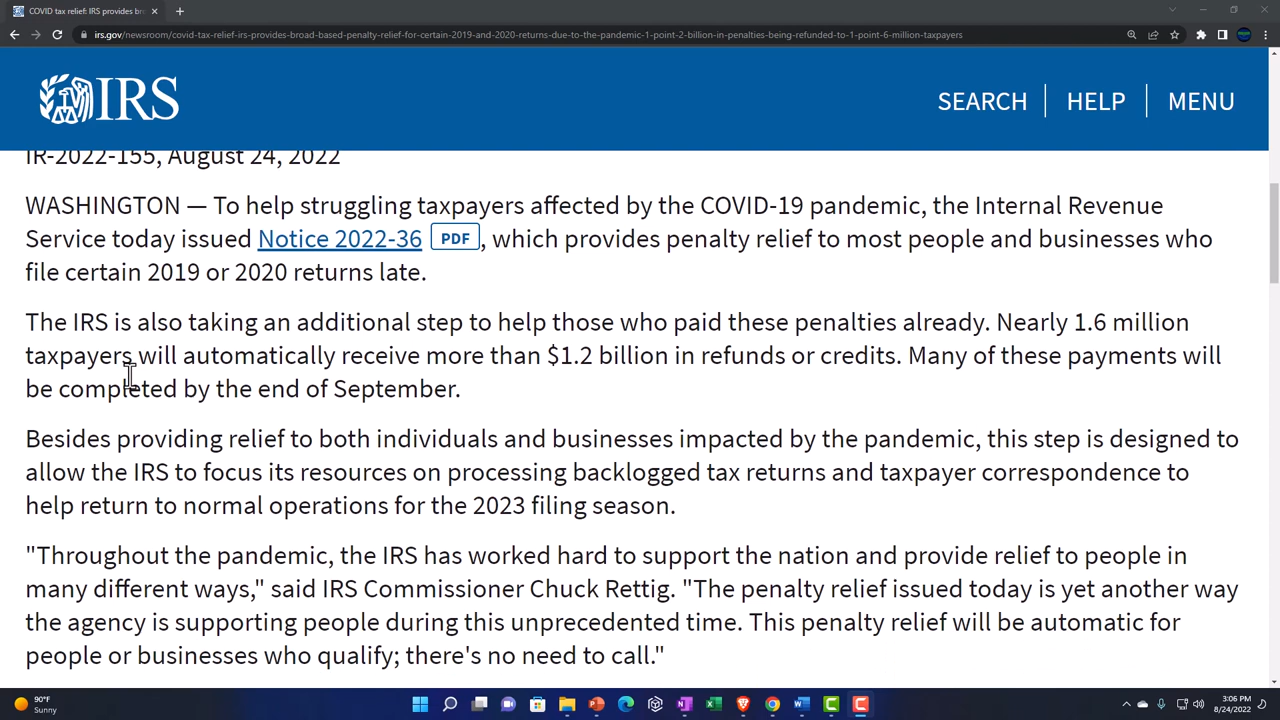 COVID tax relief: IRS provides bro
irs.gov/newsroom/covid-tax-relief-irs-provides-broad-based-penalty-relief-for-certain-2019-and-2020-returns-due-to-the-pandemic-1-point-2-billion-in-penalties-being-refunded-to-1-point-6-million-taxpayers
IRS
SEARCH HELP MENU
IR-2022-155, August 24, 2022
WASHINGTON — To help struggling taxpayers affected by the COVID-19 pandemic, the Internal Revenue
Service today issued Notice 2022-36 PDF , which provides penalty relief to most people and businesses who
file certain 2019 or 2020 returns late.
The IRS is also taking an additional step to help those who paid these penalties already. Nearly 1.6 million
taxpayers will automatically receive more than $1.2 billion in refunds or credits. Many of these payments will
be completed by the end of September.
Besides providing relief to both individuals and businesses impacted by the pandemic, this step is designed to
allow the IRS to focus its resources on processing backlogged tax returns and taxpayer correspondence to
help return to normal operations for the 2023 filing season.
"Throughout the pandemic, the IRS has worked hard to support the nation and provide relief to people in
many different ways," said IRS Commissioner Chuck Rettig. "The penalty relief issued today is yet another way
the agency is supporting people during this unprecedented time. This penalty relief will be automatic for
people or businesses who qualify; there's no need to call."
90°F
Sunny
3:06 PM
8/24/2022